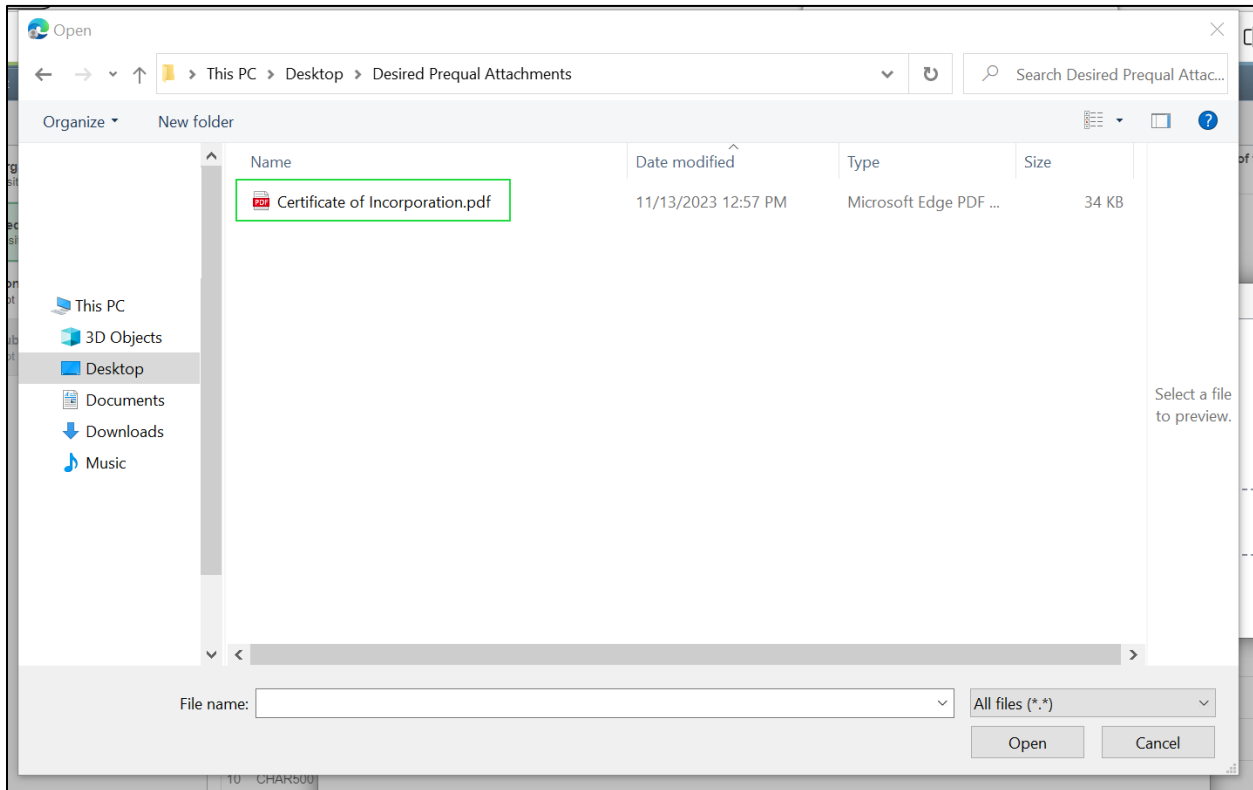 Open
This PC > Desktop > Desired Prequal Attachments
Search Desired Prequal Attac...
Organize
New folder
Name Date modified Type Size
Certificate of Incorporation.pdf 11/13/2023 12:57 PM Microsoft Edge PDF ... 34 KB
This PC
3D Objects
Desktop
Documents
Downloads
Music
Select a file
to preview.
File name:
All files (*.*)
Open
Cancel
10 CHAR500